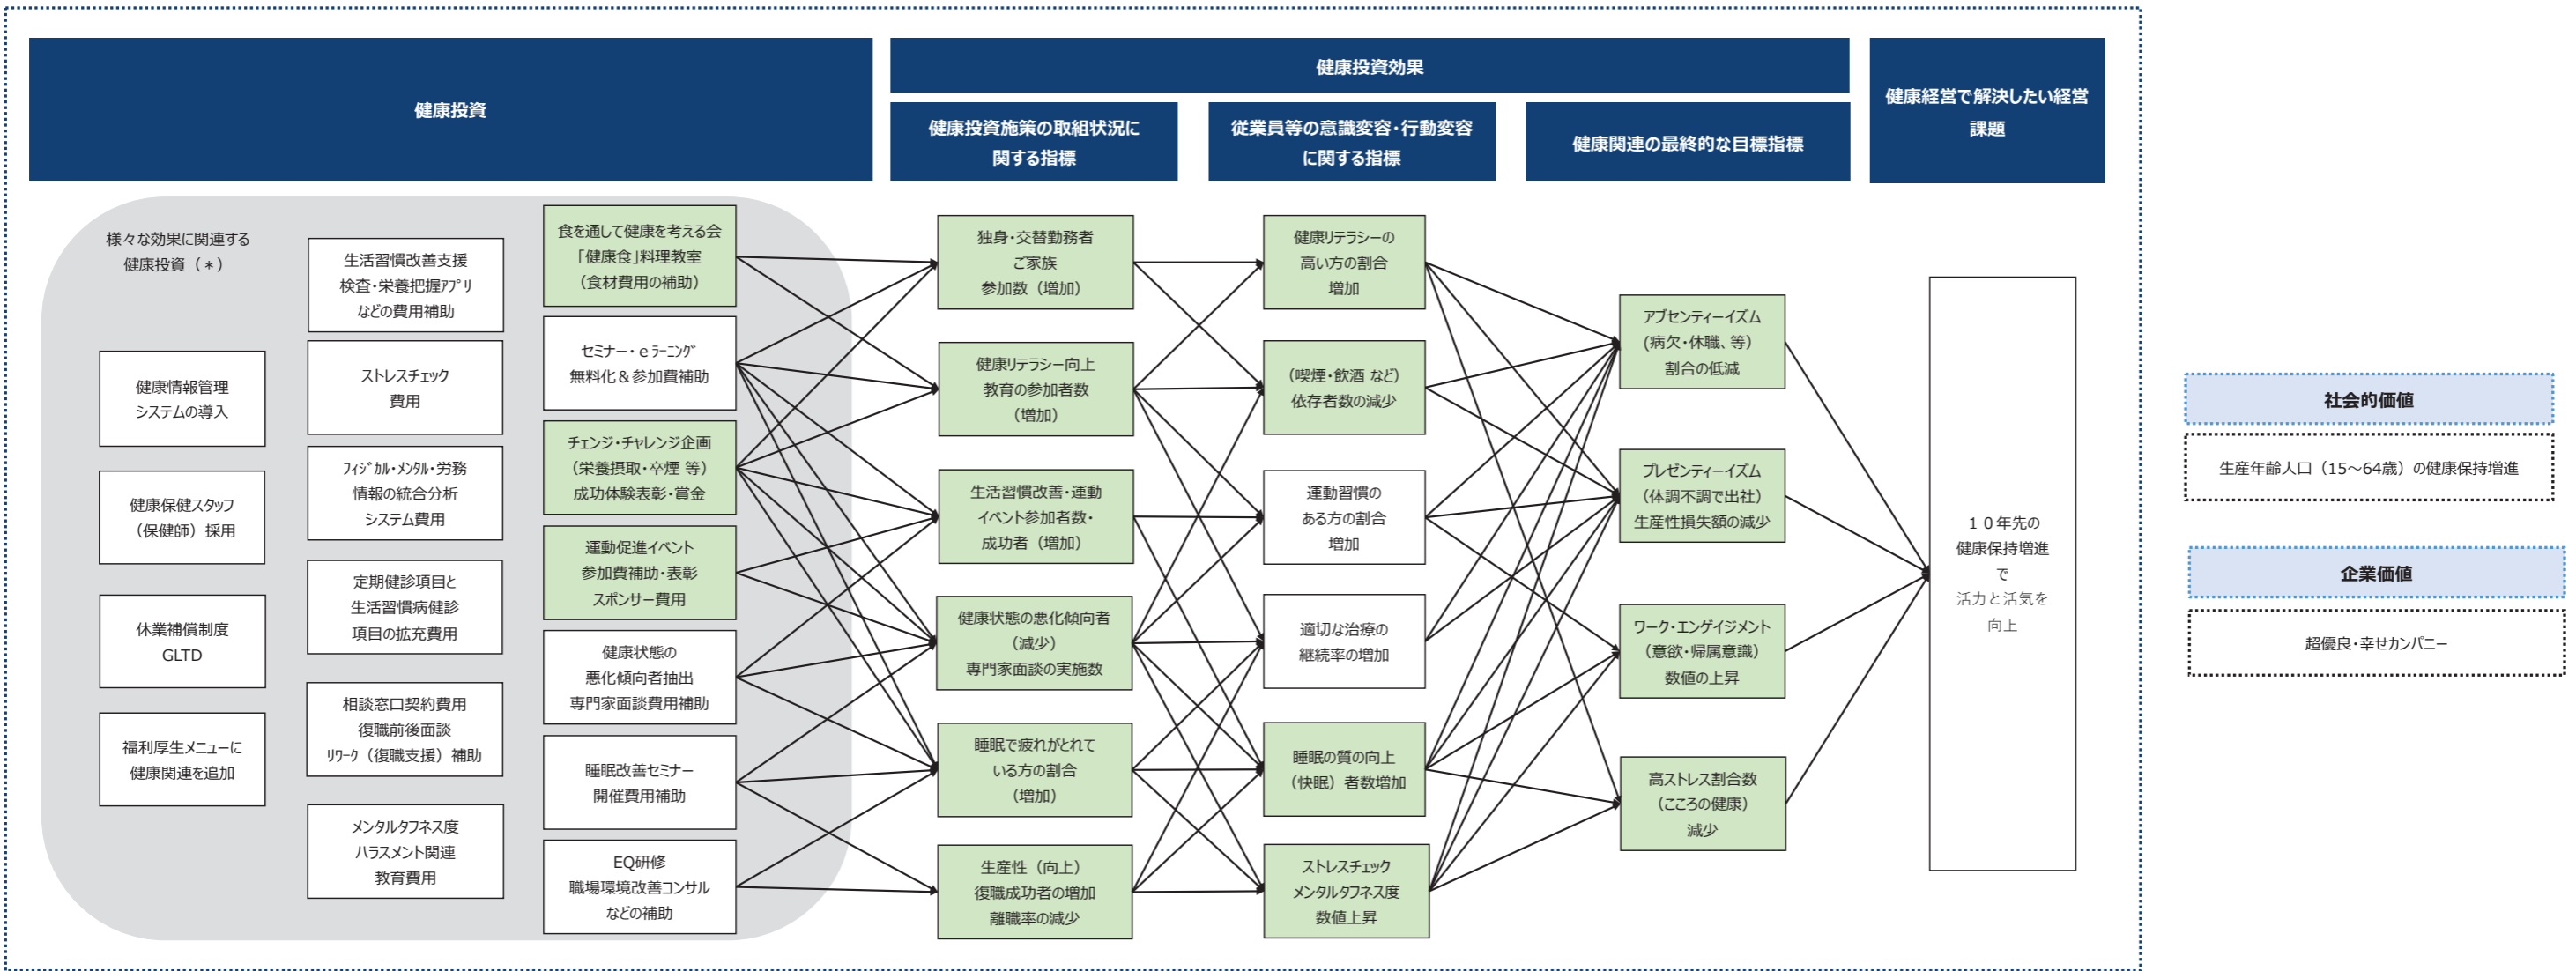 健康投資
健康投資効果
健康投資施策の取組状況に
関する指標
従業員等の意識変容・行動変容
に関する指標
健康関連の最終的な目標指標
健康経営で解決したい経営
課題
様々な効果に関連する
健康投資（＊）
健康情報管理
システムの導入
健康保健スタッフ
（保健師）採用
休業補償制度
GLTD
福利厚生メニューに
健康関連を追加
生活習慣改善支援
検査・栄養把握ｱﾌﾟﾘ
などの費用補助
ストレスチェック
費用
ﾌｨｼﾞｶﾙ・ﾒﾝﾀﾙ・労務
情報の統合分析
システム費用
定期健診項目と
生活習慣病健診
項目の拡充費用
相談窓口契約費用
復職前後面談
ﾘﾜｰｸ（復職支援）補助
メンタルタフネス度
ハラスメント関連
教育費用
食を通して健康を考える会
「健康食」料理教室
（食材費用の補助）
セミナー・ｅﾗｰﾆﾝｸﾞ
無料化＆参加費補助
チェンジ・チャレンジ企画
（栄養摂取・卒煙 等）
成功体験表彰・賞金
運動促進イベント
参加費補助・表彰
スポンサー費用
健康状態の
悪化傾向者抽出
専門家面談費用補助
睡眠改善セミナー
開催費用補助
EQ研修
職場環境改善コンサル
などの補助
独身・交替勤務者
ご家族
参加数（増加）
健康リテラシー向上
教育の参加者数
（増加）
生活習慣改善・運動
イベント参加者数・
成功者（増加）
健康状態の悪化傾向者
（減少）
専門家面談の実施数
睡眠で疲れがとれて
いる方の割合
（増加）
生産性（向上）
復職成功者の増加
離職率の減少
健康リテラシーの
高い方の割合
増加
（喫煙・飲酒 など）
依存者数の減少
運動習慣の
ある方の割合
増加
適切な治療の
継続率の増加
睡眠の質の向上
（快眠）者数増加
ストレスチェック
メンタルタフネス度
数値上昇
アブセンティーイズム
(病欠・休職、等）
割合の低減
プレゼンティーイズム
（体調不調で出社）
生産性損失額の減少
ワーク・エンゲイジメント
（意欲・帰属意識）
数値の上昇
高ストレス割合数
（こころの健康）
減少
１０年先の
健康保持増進
で
活力と活気を
向上
社会的価値
生産年齢人口（15～64歳）の健康保持増進
企業価値
超優良・幸せカンパニー